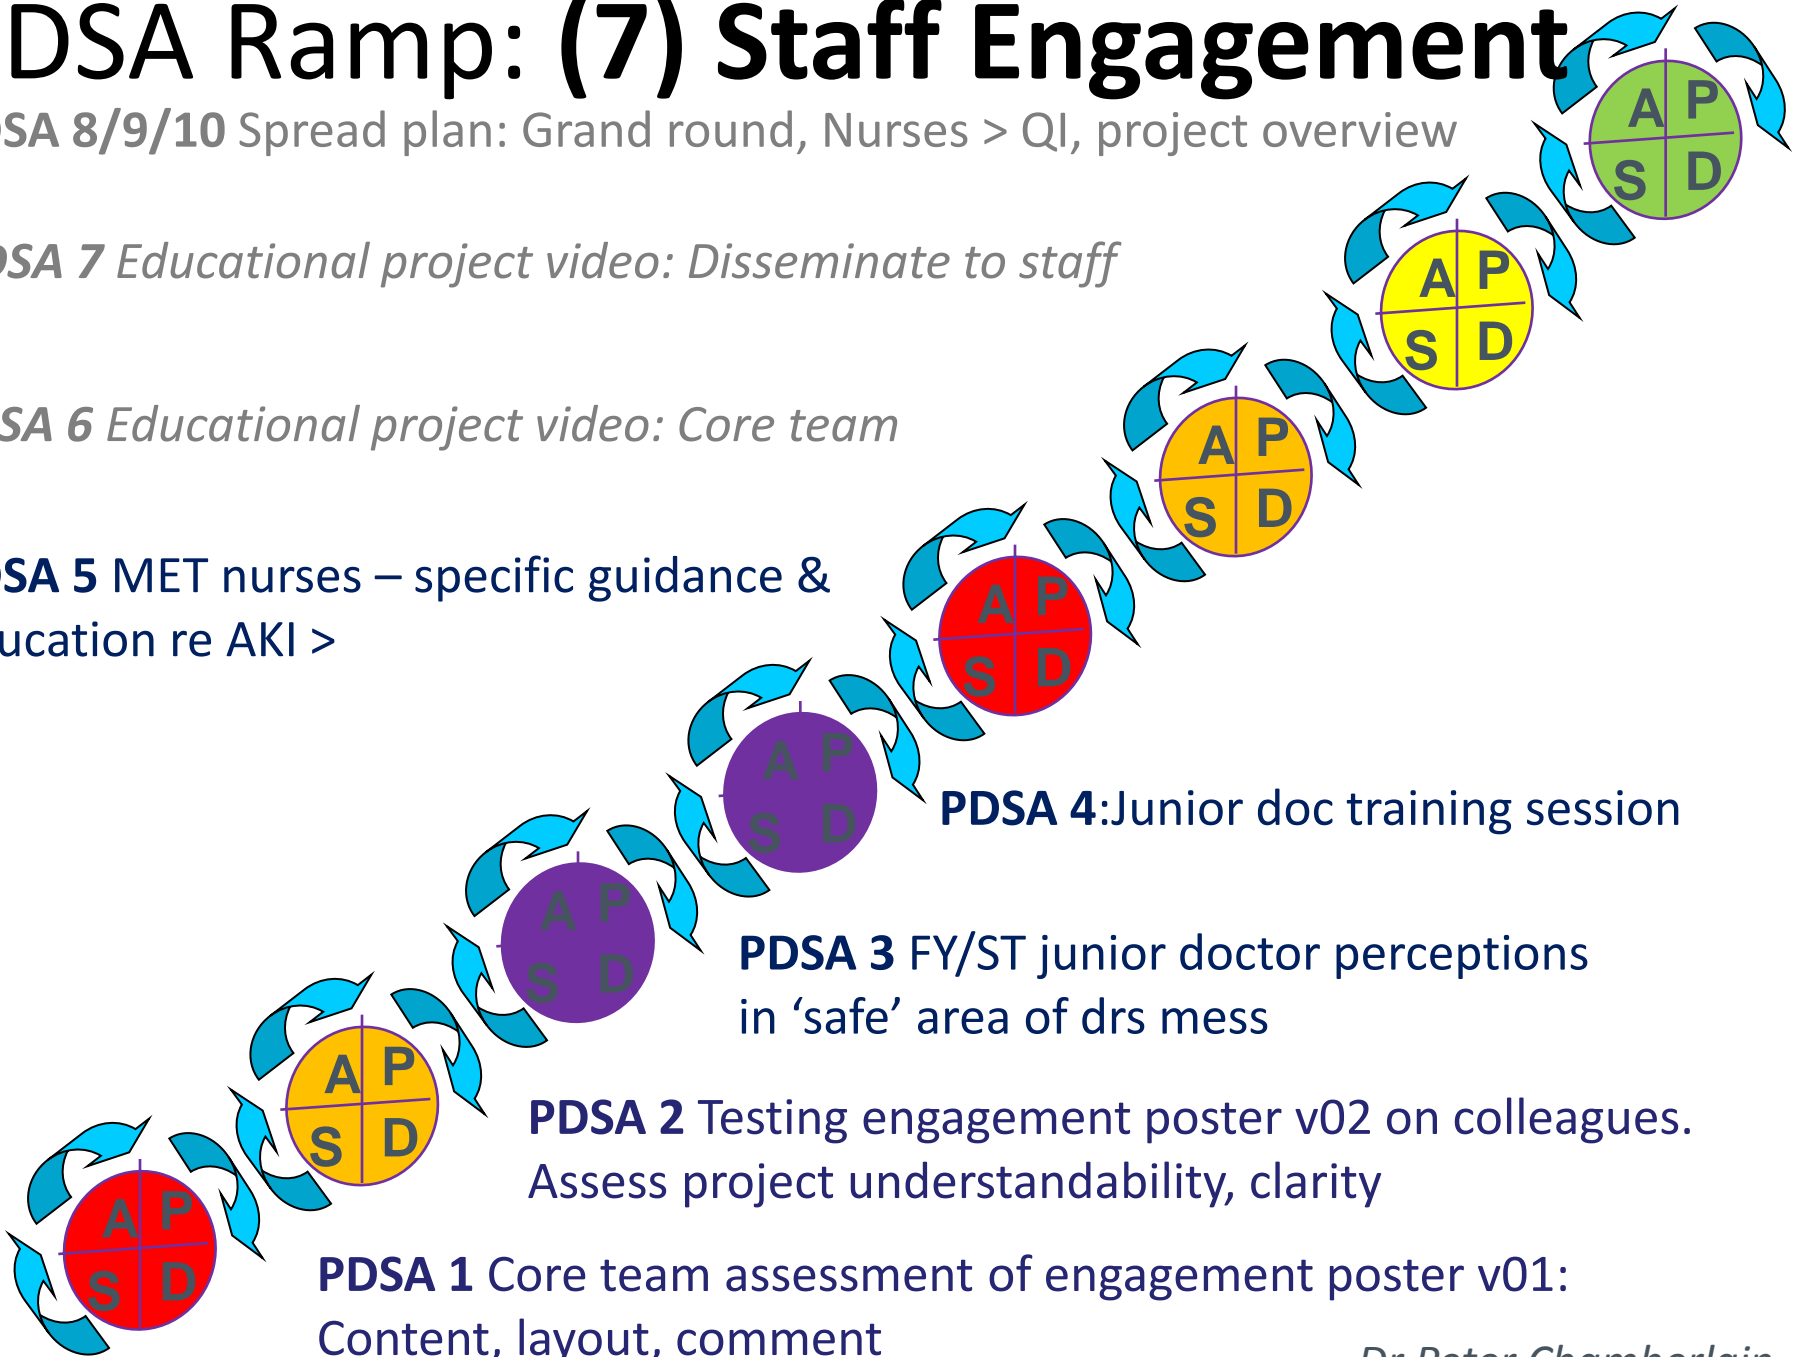 DSA Ramp: (7) Staff Engagement
DSA 8/9/10 Spread plan: Grand round, Nurses > QI, project overview
DSA 7 Educational project video: Disseminate to staff
SA 6 Educational project video: Core team
DSA 5 MET nurses – specific guidance &
ucation re AKI >
PDSA 4:Junior doc training session
PDSA 3 FY/ST junior doctor perceptions
in ‘safe’ area of drs mess
PDSA 2 Testing engagement poster v02 on colleagues.
Assess project understandability, clarity
PDSA 1 Core team assessment of engagement poster v01:
Content, layout, comment
Dr Peter Chamberlain
A P
S D
A P
S D
A P
S D
A P
S D
A P
S D
A P
S D
A P
S D
A P
S D